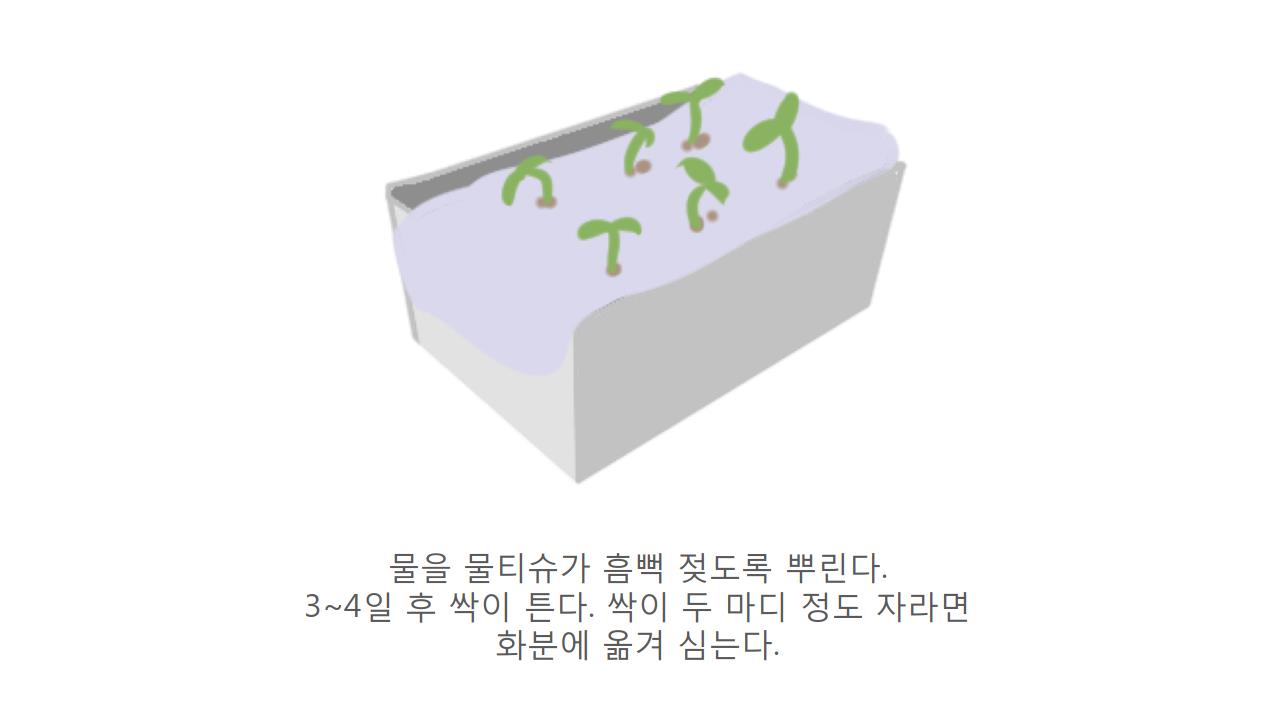 물을 물티슈가 흠뻑 젖도록 뿌린다.
3~4일 후 싹이 튼다. 싹이 두 마디 정도 자라면
화분에 옮겨 심는다.